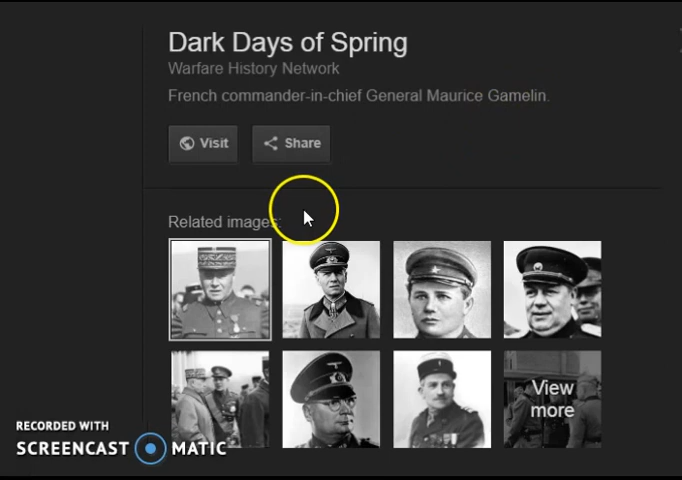 Dark Days of Spring
Warfare History Network
French commander-in-chief General Maurice Gamelin.
Visit
Share
Related images:
View
more
RECORDED WITH
SCREENCAST MATIC